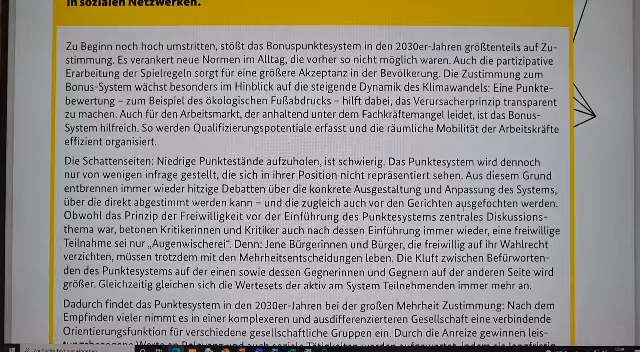 in sozialen Netzwerken.
Zu Beginn noch hoch umstritten, stößt das Bonuspunktesystem in den 2030er-Jahren größtenteils auf Zu-
stimmung. Es verankert neue Normen im Alltag, die vorher so nicht möglich waren. Auch die partizipative
Erarbeitung der Spielregeln sorgt für eine größere Akzeptanz in der Bevölkerung. Die Zustimmung zum
Bonus-System wächst besonders im Hinblick auf die steigende Dynamik des Klimawandels: Eine Punkte-
bewertung – zum Beispiel des ökologischen Fußabdrucks – hilft dabei, das Verursacherprinzip transparent
zu machen. Auch für den Arbeitsmarkt, der anhaltend unter dem Fachkräftemangel leidet, ist das Bonus-
System hilfreich. So werden Qualifizierungspotentiale erfasst und die räumliche Mobilität der Arbeitskräfte
effizient organisiert.
Die Schattenseiten: Niedrige Punktestände aufzuholen, ist schwierig. Das Punktesystem wird dennoch
nur von wenigen infrage gestellt, die sich in ihrer Position nicht repräsentiert sehen. Aus diesem Grund
entbrennen immer wieder hitzige Debatten über die konkrete Ausgestaltung und Anpassung des Systems,
über die direkt abgestimmt werden kann – und die zugleich auch vor den Gerichten ausgefochten werden.
Obwohl das Prinzip der Freiwilligkeit vor der Einführung des Punktesystems zentrales Diskussions-
thema war, betonen Kritikerinnen und Kritiker auch nach dessen Einführung immer wieder, eine freiwillige
Teilnahme sei nur „Augenwischerei“. Denn: Jene Bürgerinnen und Bürger, die freiwillig auf ihr Wahlrecht
verzichten, müssen trotzdem mit den Mehrheitsentscheidungen leben. Die Kluft zwischen Befürworten-
den des Punktesystems auf der einen sowie dessen Gegnerinnen und Gegnern auf der anderen Seite wird
größer. Gleichzeitig gleichen sich die Wertesets der aktiv am System Teilnehmenden immer mehr an.
Dadurch findet das Punktesystem in den 2030er-Jahren bei der großen Mehrheit Zustimmung: Nach dem
Empfinden vieler nimmt es in einer komplexeren und ausdifferenzierteren Gesellschaft eine verbindende
Orientierungsfunktion für verschiedene gesellschaftliche Gruppen ein. Durch die Anreize gewinnen leis-